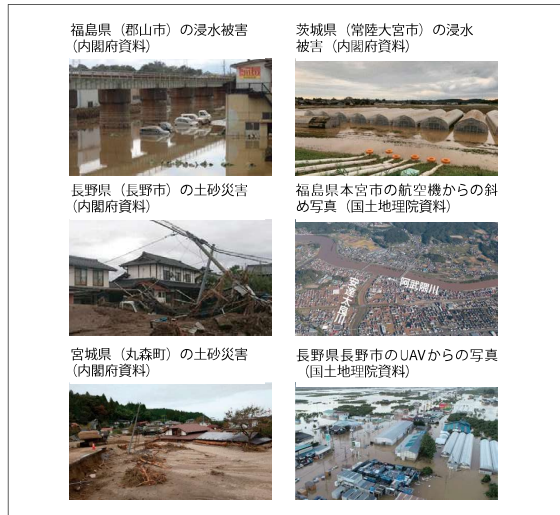 福島県（郡山市）の浸水被害
（内閣府資料）
茨城県（常陸大宮市）の浸水
被害（内閣府資料）
長野県（長野市）の土砂災害
（内閣府資料）
福島県本宮市の航空機からの斜
め写真（国土地理院資料）
阿武隈川
安達太良川
宮城県（丸森町）の土砂災害
（内閣府資料）
長野県長野市のUAVからの写真
（国土地理院資料）